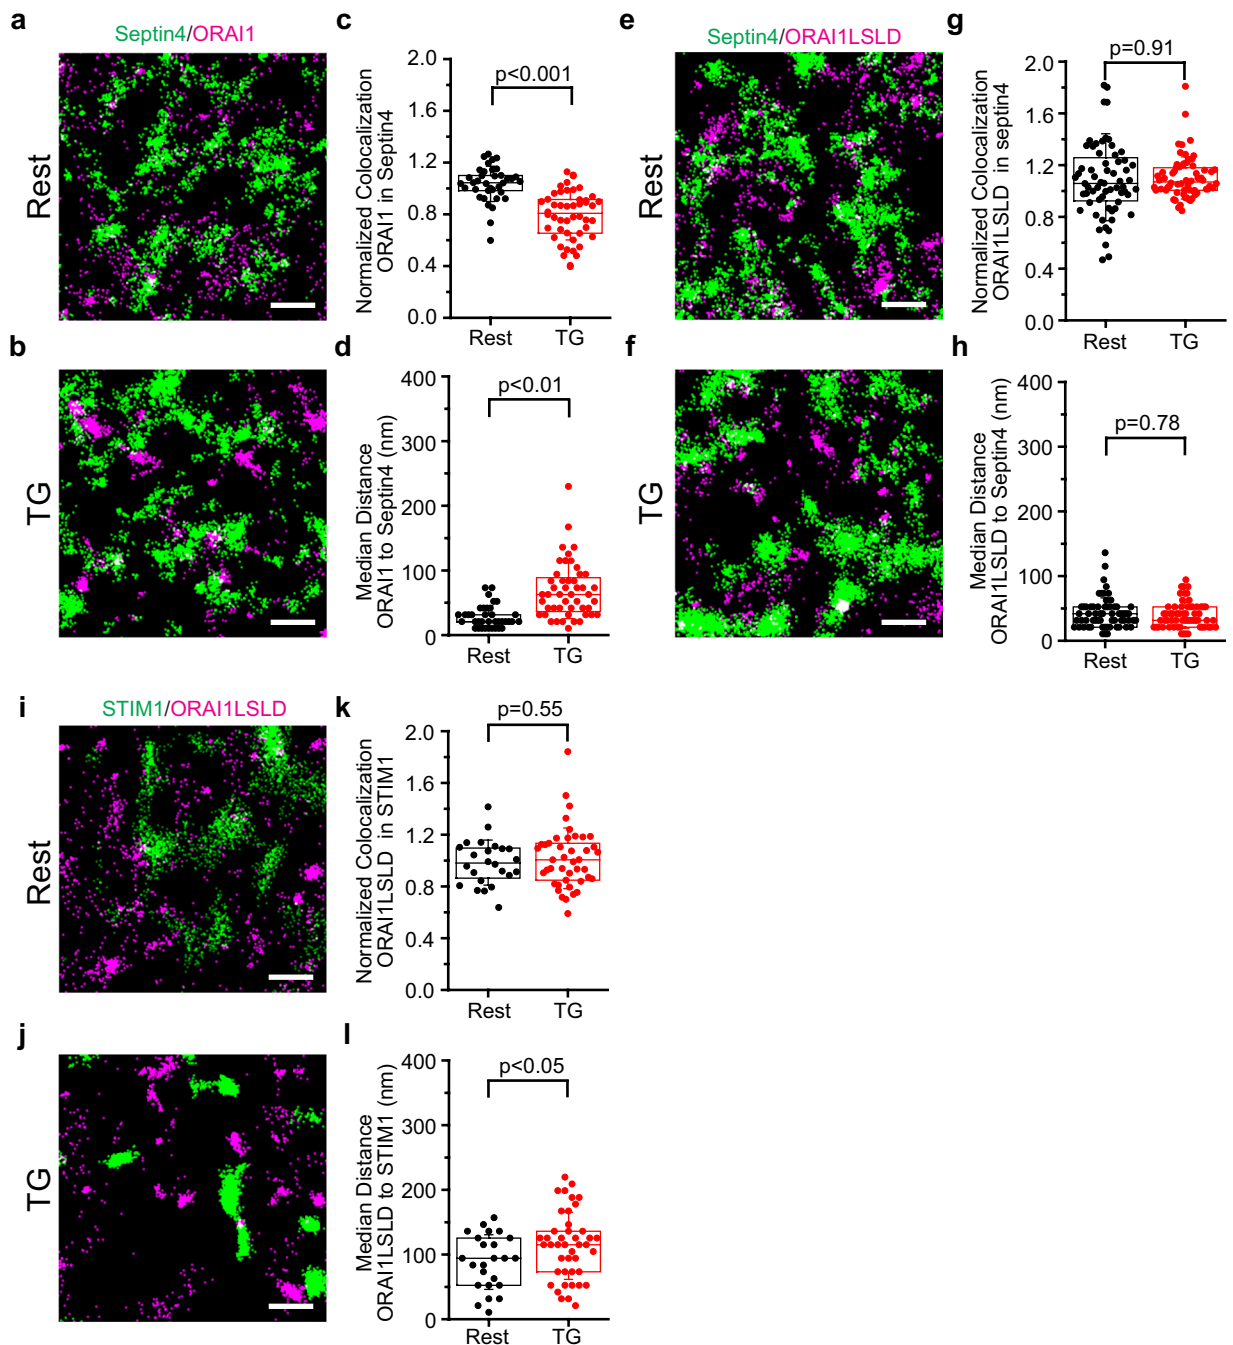 a
Septin4/ORAI1
Rest
b
TG
c
Normalized Colocalization
ORAI1 in Septin4
2.0
1.6
1.2
0.8
0.4
0.0
p<0.001
Rest
TG
d
Median Distance
ORAI1 to Septin4 (nm)
400
300
200
100
0
p<0.01
Rest
TG
e
Septin4/ORAI1LSLD
Rest
f
TG
g
Normalized Colocalization
ORAI1LSLD in septin4
2.0
1.6
1.2
0.8
0.4
0.0
p=0.91
Rest
TG
h
Median Distance
ORAI1LSLD to Septin4 (nm)
400
300
200
100
0
p=0.78
Rest
TG
i
STIM1/ORAI1LSLD
Rest
j
TG
k
Normalized Colocalization
ORAI1LSLD in STIM1
2.0
1.6
1.2
0.8
0.4
0.0
p=0.55
Rest
TG
l
Median Distance
ORAI1LSLD to STIM1 (nm)
400
300
200
100
0
p<0.05
Rest
TG